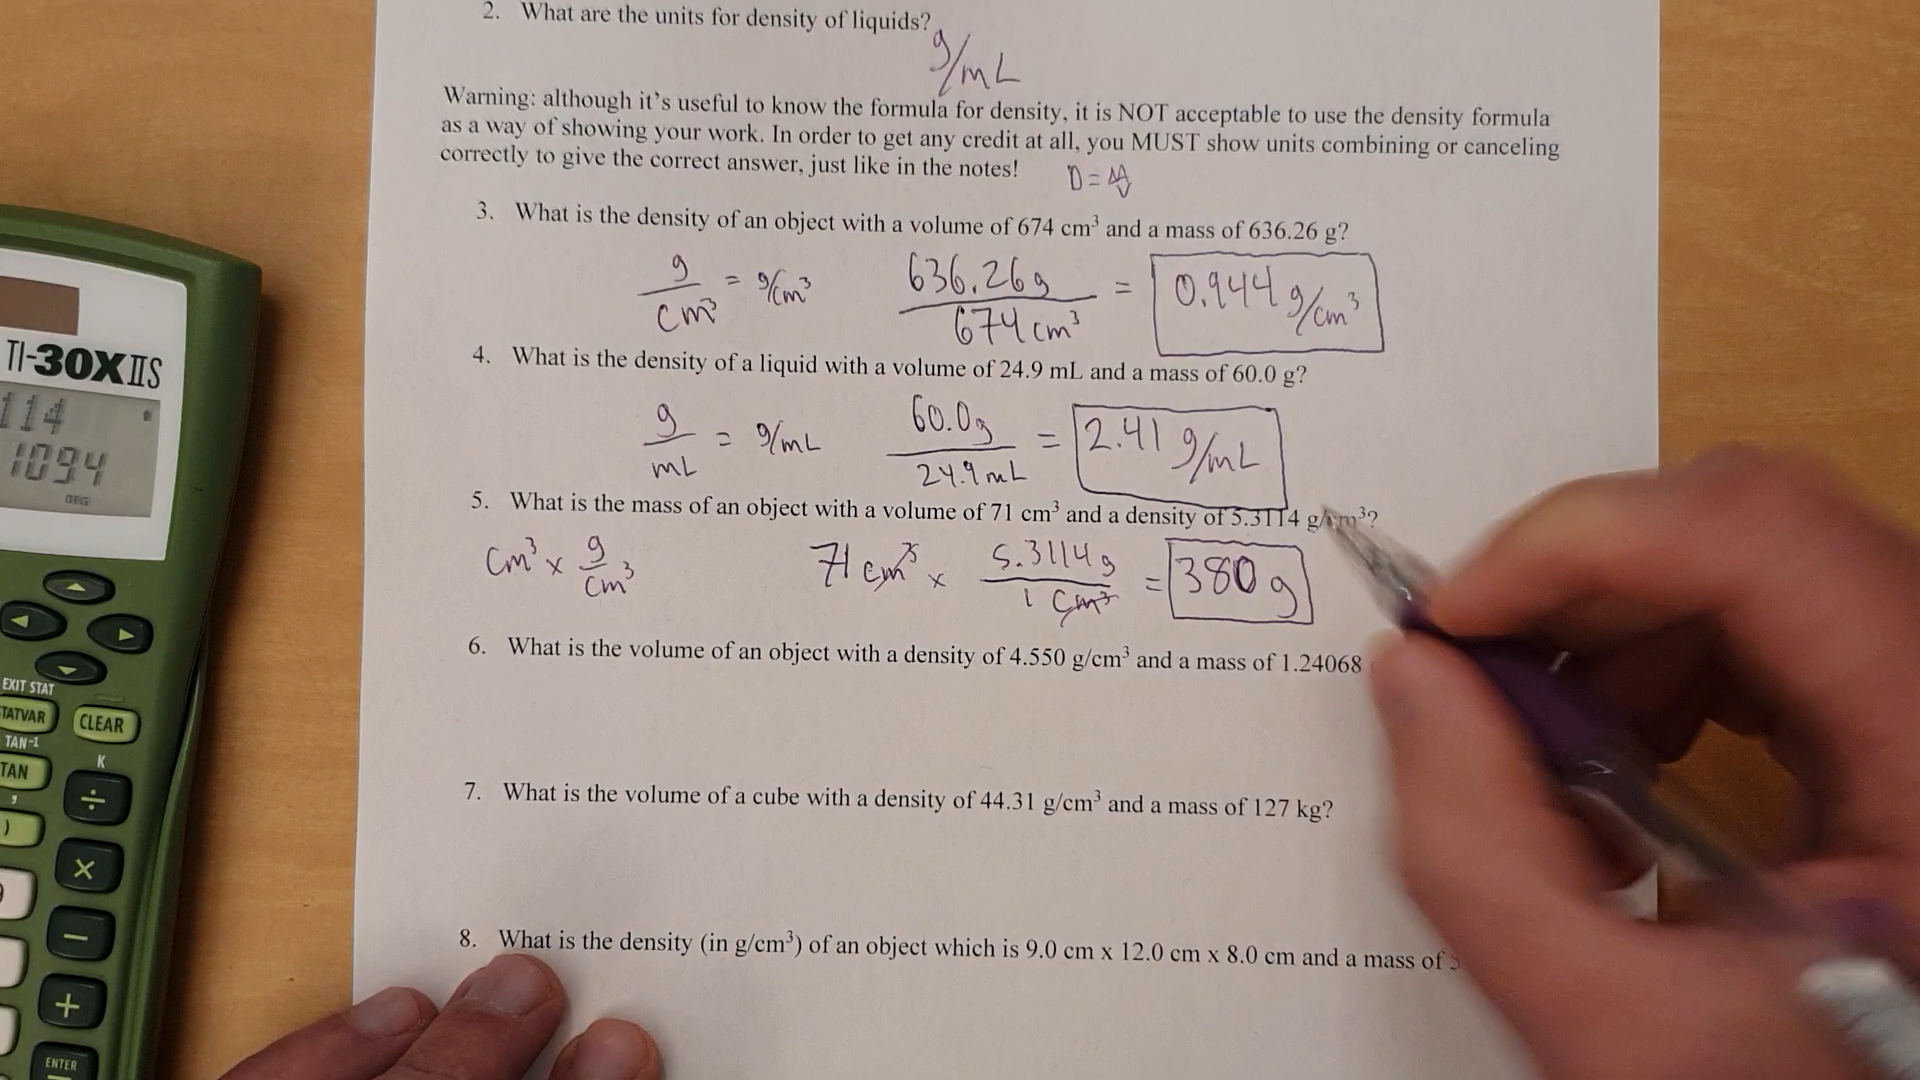 2. What are the units for density of liquids?
g/mL
Warning: although it's useful to know the formula for density, it is NOT acceptable to use the density formula
as a way of showing your work. In order to get any credit at all, you MUST show units combining or canceling
correctly to give the correct answer, just like in the notes!
D = M/V
3. What is the density of an object with a volume of 674 cm³ and a mass of 636.26 g?
g/cm³ = g/cm³ 636.26g/674 cm³ = 0.944 g/cm³
4. What is the density of a liquid with a volume of 24.9 mL and a mass of 60.0 g?
g/mL = g/mL 60.0g/24.9 mL = 2.41 g/mL
5. What is the mass of an object with a volume of 71 cm³ and a density of 5.3114 g/cm³?
cm³ x g/cm³ 71 cm³ x 5.3114 g/1 cm³ = 380 g
6. What is the volume of an object with a density of 4.550 g/cm³ and a mass of 1.24068
7. What is the volume of a cube with a density of 44.31 g/cm³ and a mass of 127 kg?
8. What is the density (in g/cm³) of an object which is 9.0 cm x 12.0 cm x 8.0 cm and a mass of
TI-30X IIS
114
1094
DEG
EXIT STAT
TATVAR
CLEAR
TAN-1
K
TAN
÷
,
)
×
−
+
ENTER